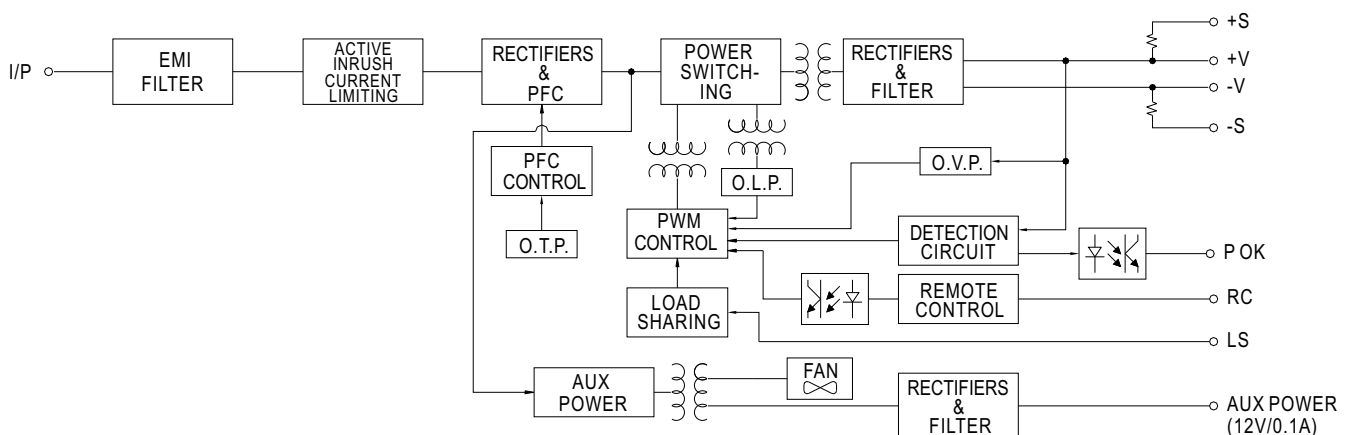 I/P
EMI
FILTER
ACTIVE
INRUSH
CURRENT
LIMITING
RECTIFIERS
&
PFC
POWER
SWITCH-
ING
RECTIFIERS
&
FILTER
+S
+V
-V
-S
PFC
CONTROL
O.T.P.
O.L.P.
O.V.P.
PWM
CONTROL
DETECTION
CIRCUIT
P OK
LOAD
SHARING
REMOTE
CONTROL
RC
LS
AUX
POWER
FAN
RECTIFIERS
&
FILTER
AUX POWER
(12V/0.1A)